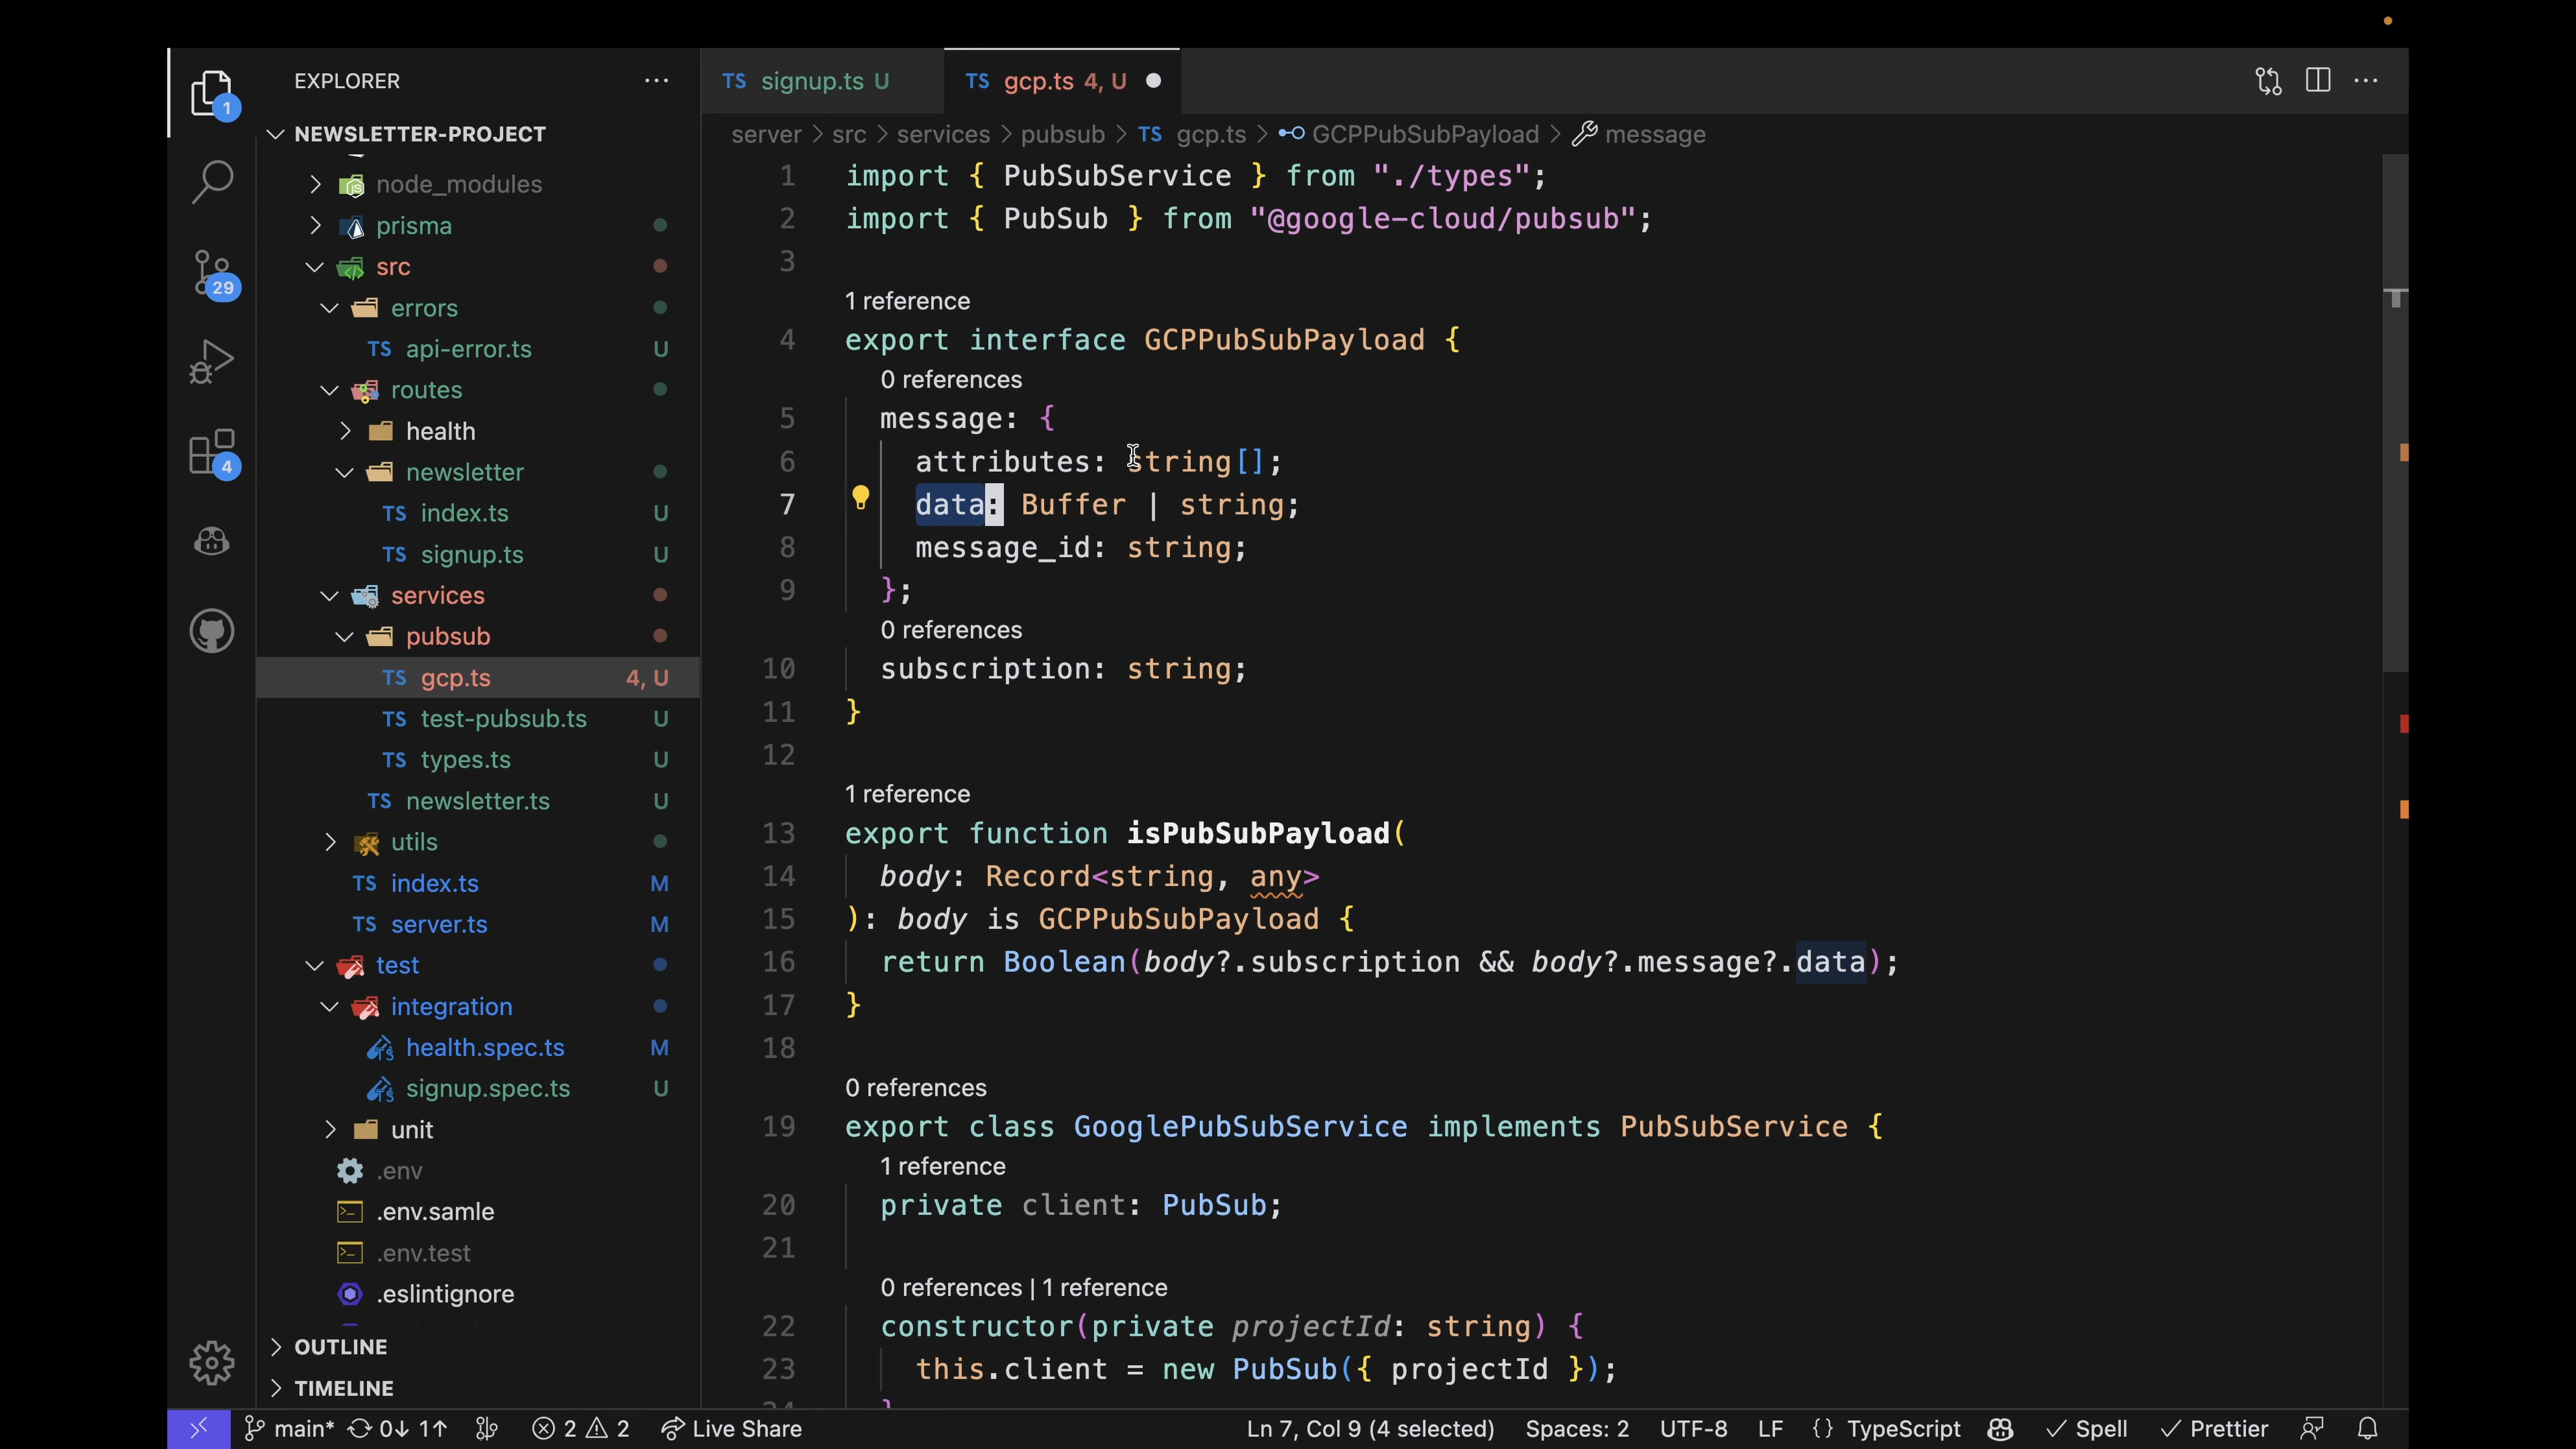 EXPLORER
NEWSLETTER-PROJECT
node_modules
prisma
src
errors
TS api-error.ts U
routes
health
newsletter
TS index.ts U
TS signup.ts U
services
pubsub
TS gcp.ts 4, U
TS test-pubsub.ts U
TS types.ts U
TS newsletter.ts U
utils
TS index.ts M
TS server.ts M
test
integration
health.spec.ts M
signup.spec.ts U
unit
.env
.env.samle
.env.test
.eslintignore
OUTLINE
TIMELINE
1
29
4
TS signup.ts U
TS gcp.ts 4, U
server > src > services > pubsub > TS gcp.ts > GCPPubSubPayload > message
1 import { PubSubService } from "./types";
2 import { PubSub } from "@google-cloud/pubsub";
3
1 reference
4 export interface GCPPubSubPayload {
0 references
5 message: {
6 attributes: string[];
7 data: Buffer | string;
8 message_id: string;
9 };
0 references
10 subscription: string;
11 }
12
1 reference
13 export function isPubSubPayload(
14 body: Record<string, any>
15 ): body is GCPPubSubPayload {
16 return Boolean(body?.subscription && body?.message?.data);
17 }
18
0 references
19 export class GooglePubSubService implements PubSubService {
1 reference
20 private client: PubSub;
21
0 references | 1 reference
22 constructor(private projectId: string) {
23 this.client = new PubSub({ projectId });
main* 0↓ 1↑ 2 2 Live Share Ln 7, Col 9 (4 selected) Spaces: 2 UTF-8 LF {} TypeScript Spell Prettier